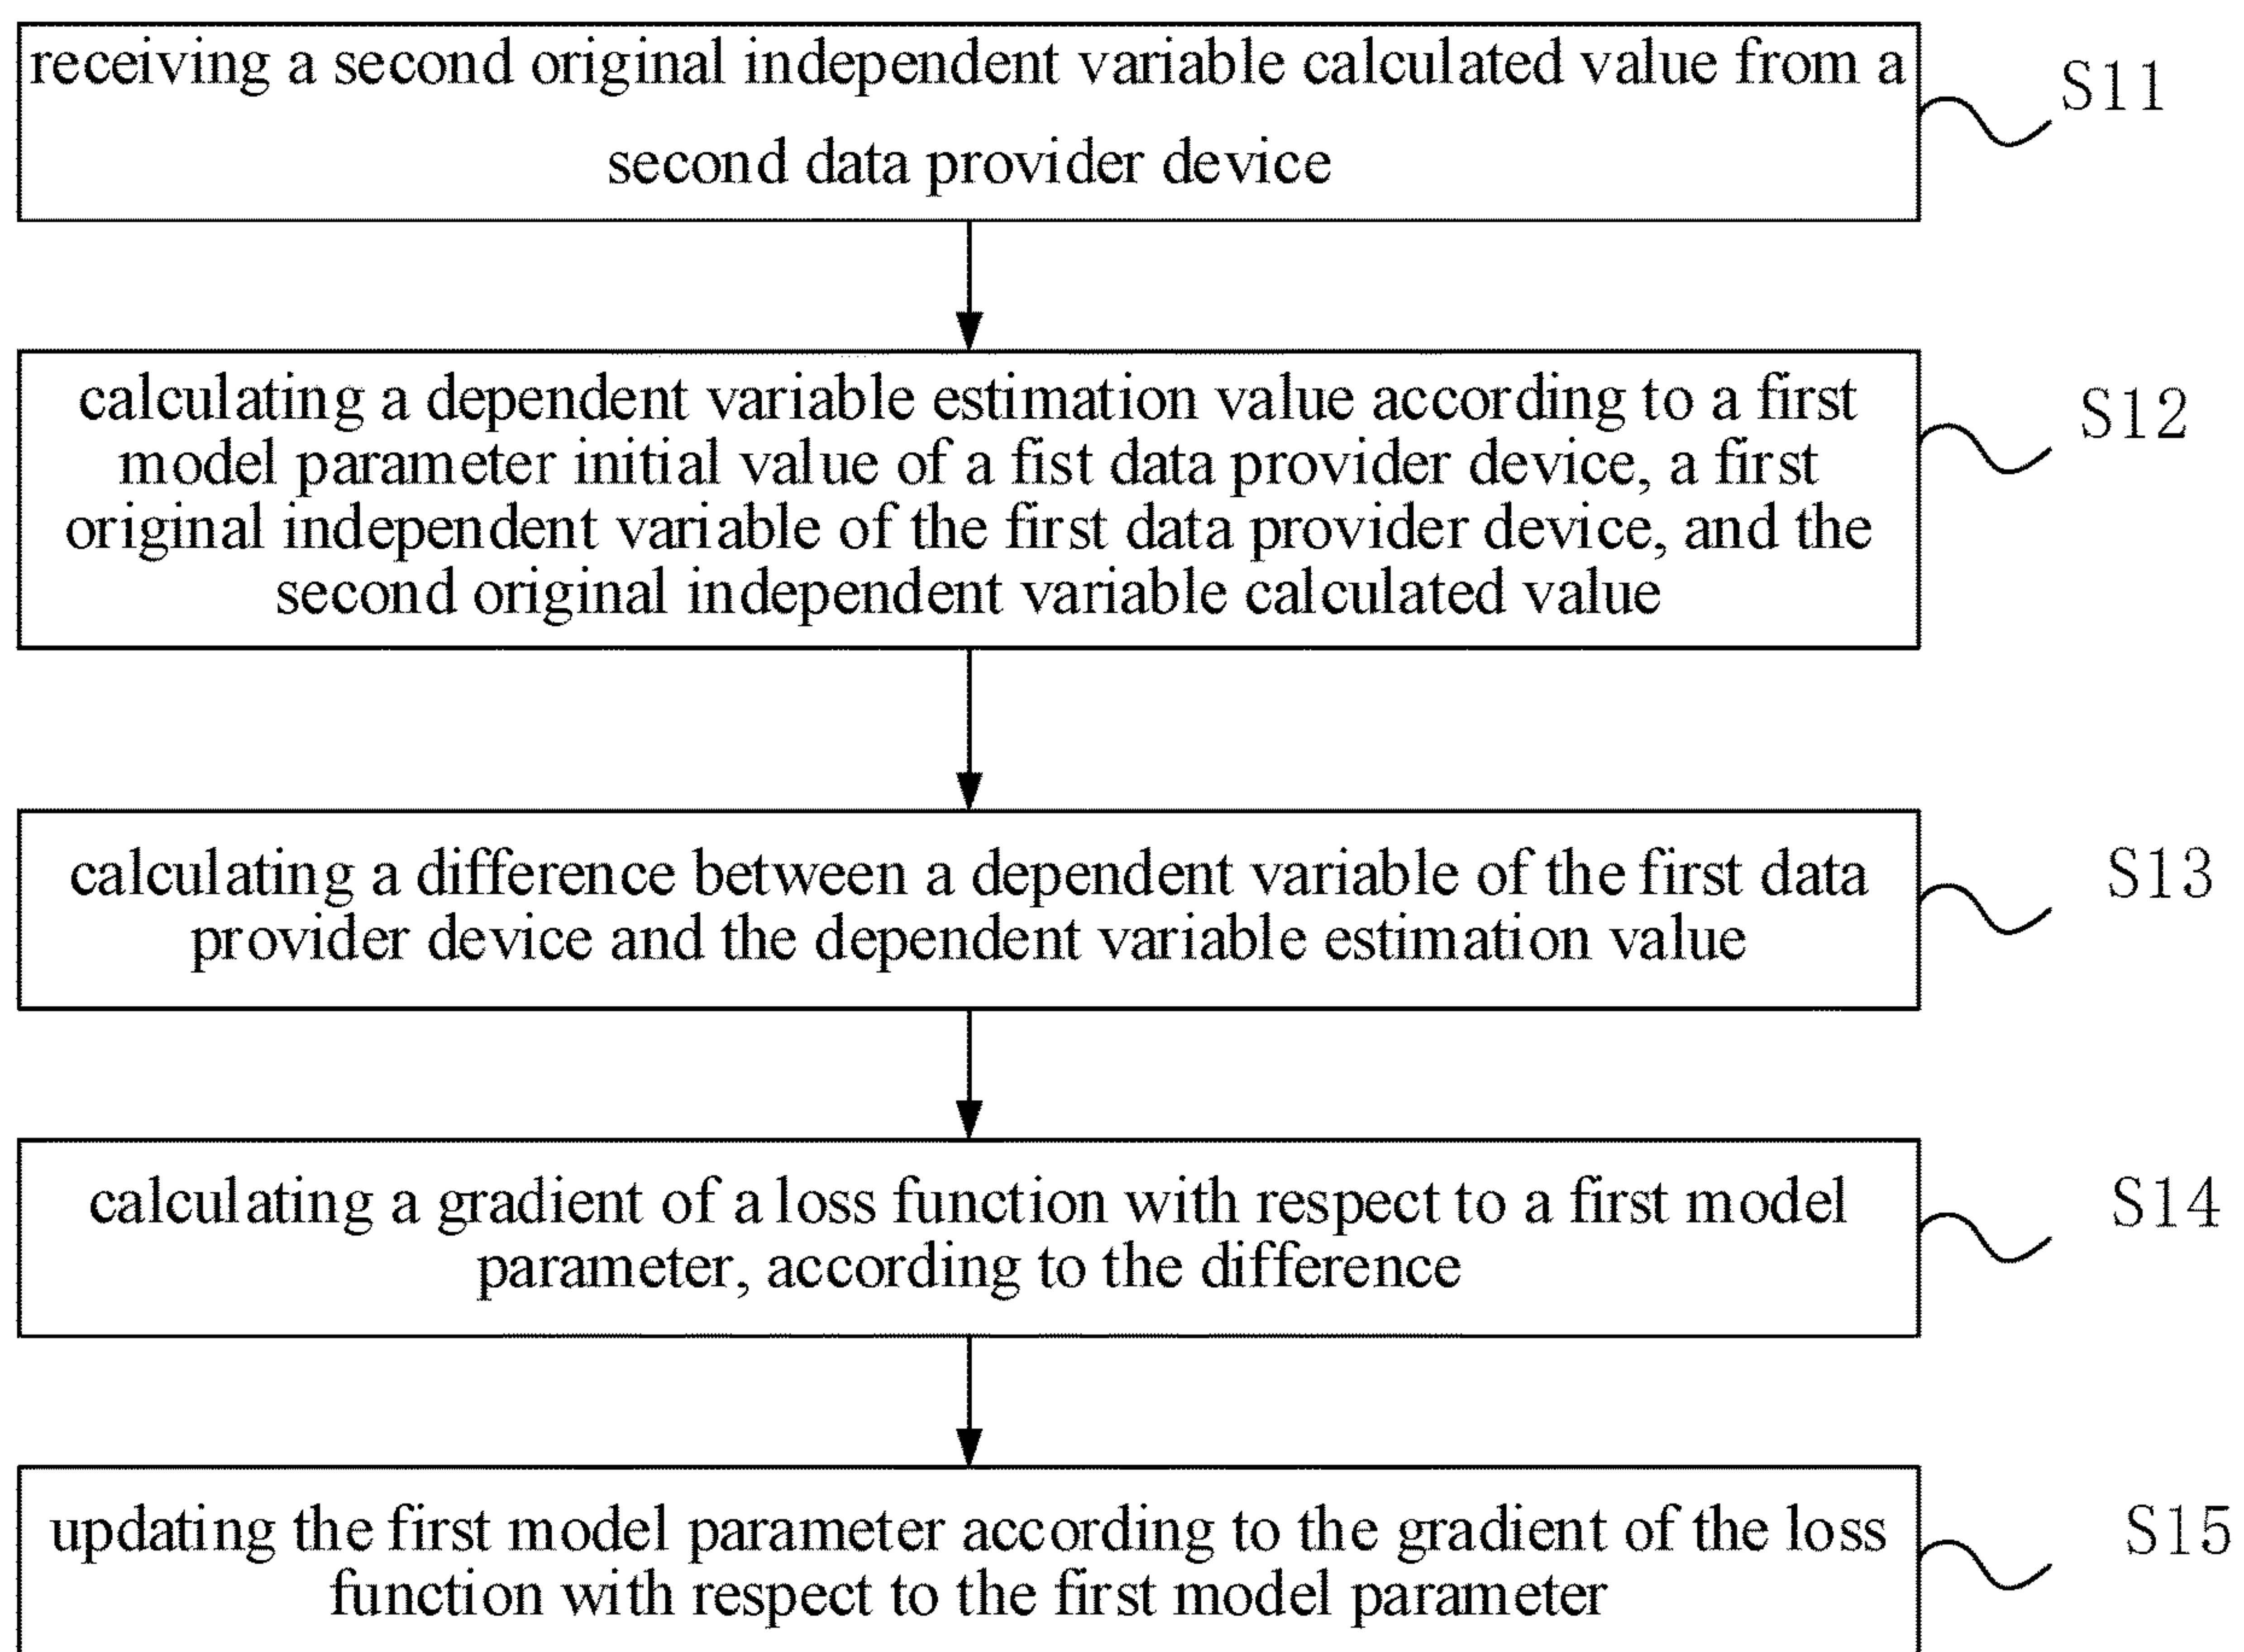 receiving a second original independent variable calculated value from a
second data provider device
S11
calculating a dependent variable estimation value according to a first
model parameter initial value of a fist data provider device, a first
original independent variable of the first data provider device, and the
second original independent variable calculated value
S12
calculating a difference between a dependent variable of the first data
provider device and the dependent variable estimation value
S13
calculating a gradient of a loss function with respect to a first model
parameter, according to the difference
S14
updating the first model parameter according to the gradient of the loss
function with respect to the first model parameter
S15